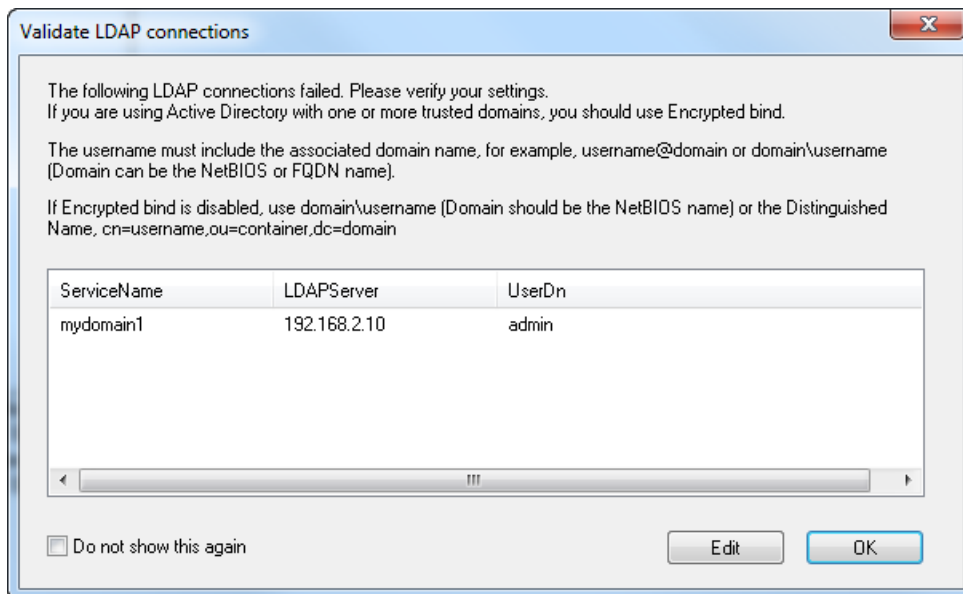 Validate LDAP connections
The following LDAP connections failed. Please verify your settings.
If you are using Active Directory with one or more trusted domains, you should use Encrypted bind.
The username must include the associated domain name, for example, username@domain or domain\username
(Domain can be the NetBIOS or FQDN name).
If Encrypted bind is disabled, use domain\username (Domain should be the NetBIOS name) or the Distinguished
Name, cn=username,ou=container,dc=domain
ServiceName LDAPServer UserDn
mydomain1 192.168.2.10 admin
Do not show this again Edit OK